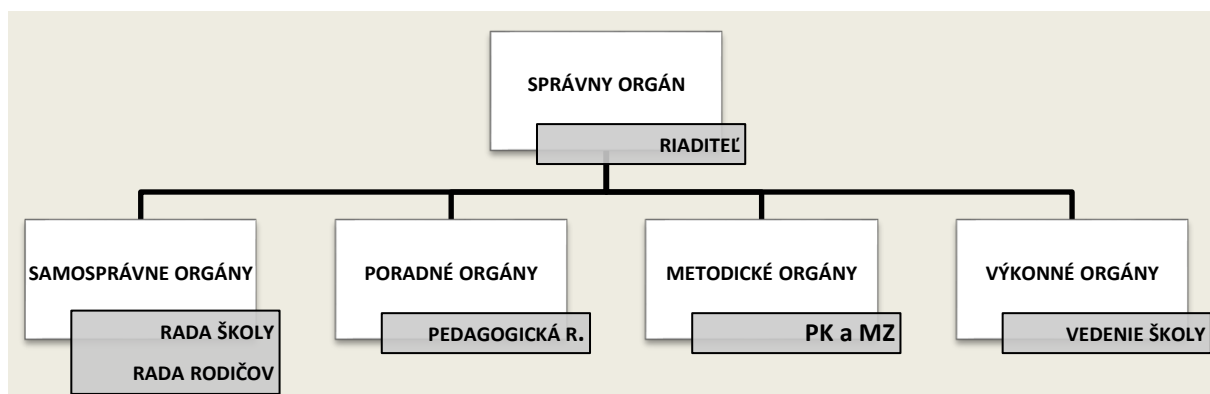 SPRÁVNY ORGÁN
RIADITEĽ
SAMOSPRÁVNE ORGÁNY
RADA ŠKOLY
RADA RODIČOV
PORADNÉ ORGÁNY
PEDAGOGICKÁ R.
METODICKÉ ORGÁNY
PK a MZ
VÝKONNÉ ORGÁNY
VEDENIE ŠKOLY